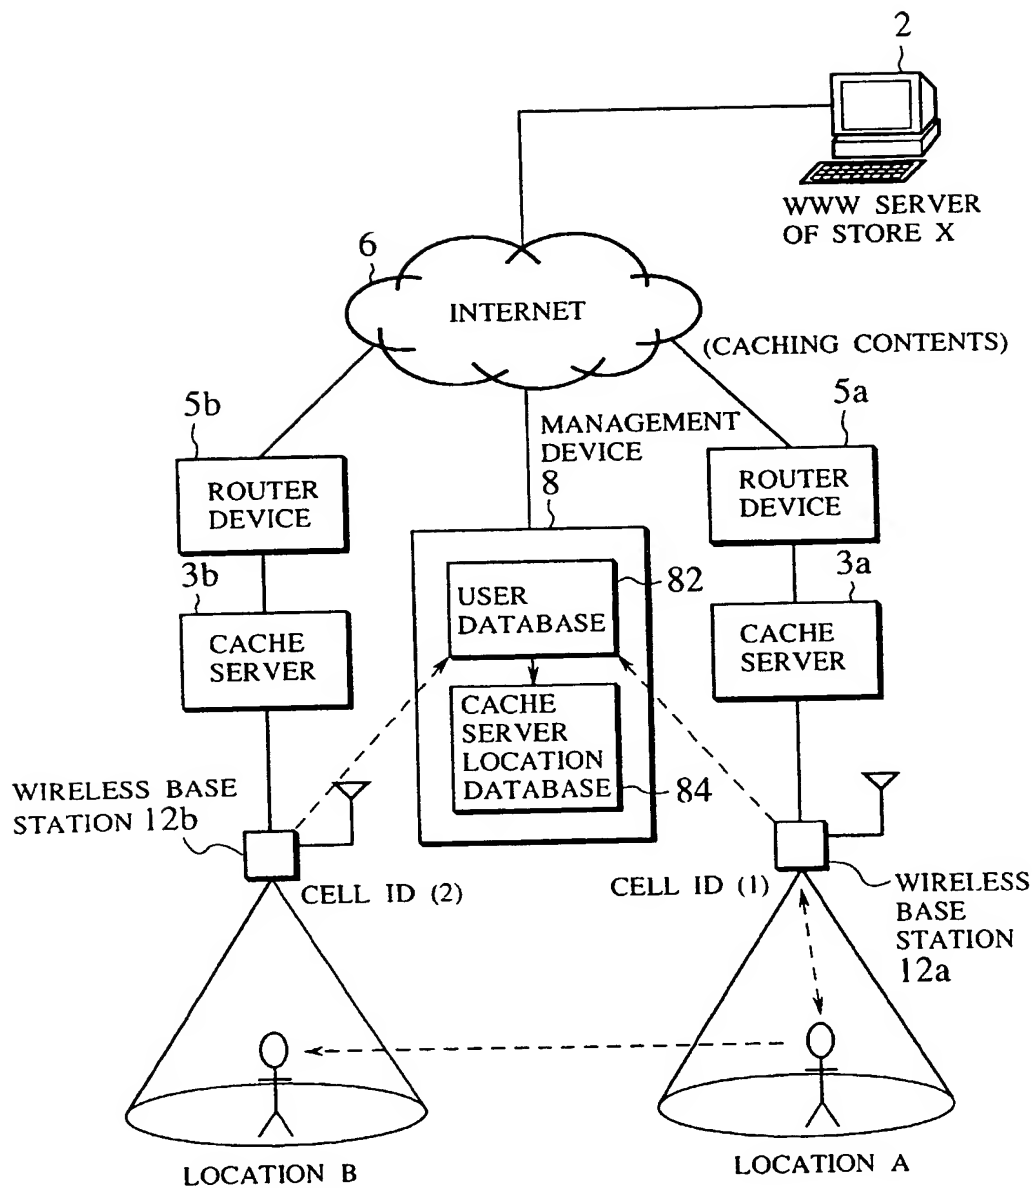 2
WWW SERVER
OF STORE X
6
INTERNET
(CACHING CONTENTS)
5b
ROUTER
DEVICE
MANAGEMENT
DEVICE
8
5a
ROUTER
DEVICE
3b
CACHE
SERVER
82
USER
DATABASE
3a
CACHE
SERVER
CACHE
SERVER
LOCATION
DATABASE
84
WIRELESS BASE
STATION 12b
CELL ID (2)
CELL ID (1)
WIRELESS
BASE
STATION
12a
LOCATION B
LOCATION A